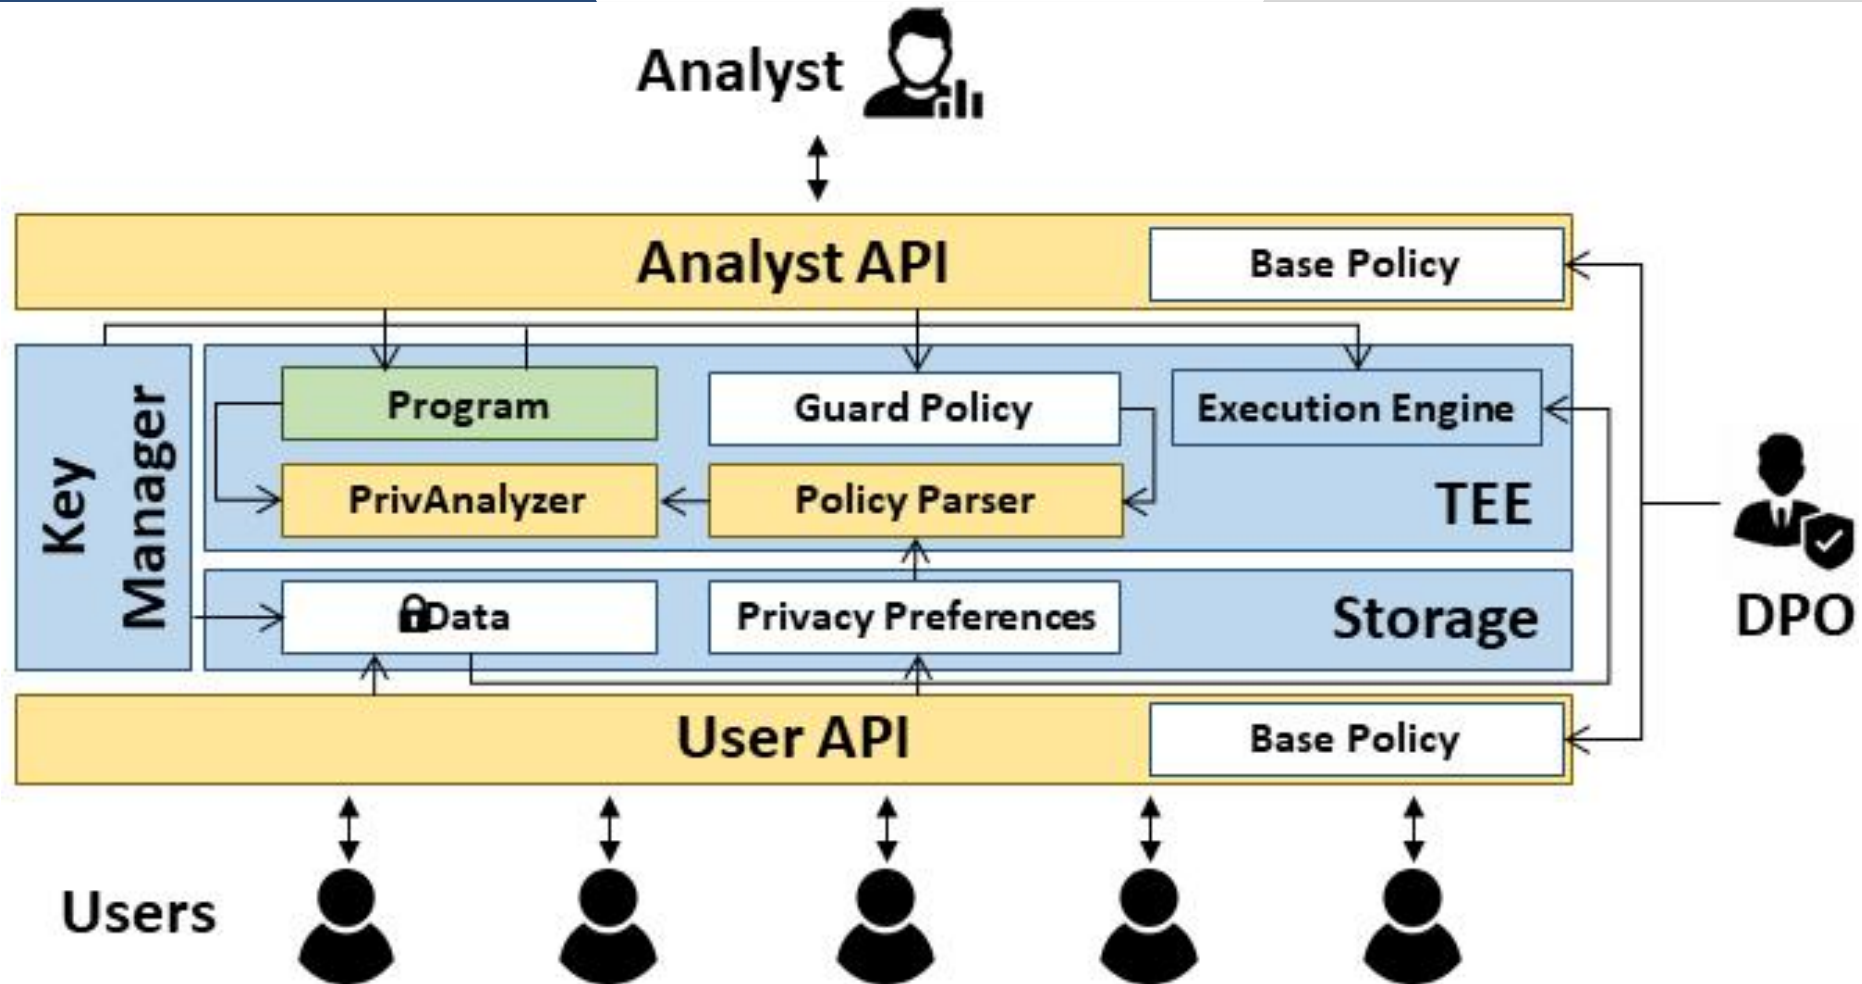 Analyst
Analyst API
Base Policy
Key
Manager
Program
Guard Policy
Execution Engine
PrivAnalyzer
Policy Parser
TEE
Data
Privacy Preferences
Storage
DPO
User API
Base Policy
Users